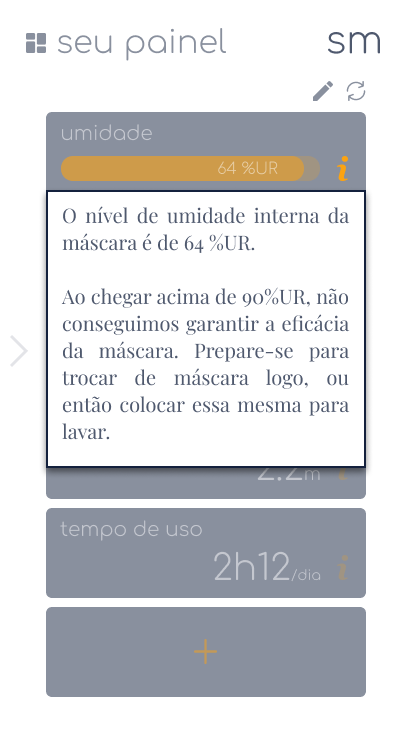 seu painel
sm
umidade
64 %UR
i
O nível de umidade interna da
máscara é de 64 %UR.
Ao chegar acima de 90%UR, não
conseguimos garantir a eficácia
da máscara. Prepare-se para
trocar de máscara logo, ou
então colocar essa mesma para
lavar.
2.2m i
tempo de uso
2h12/dia i
+